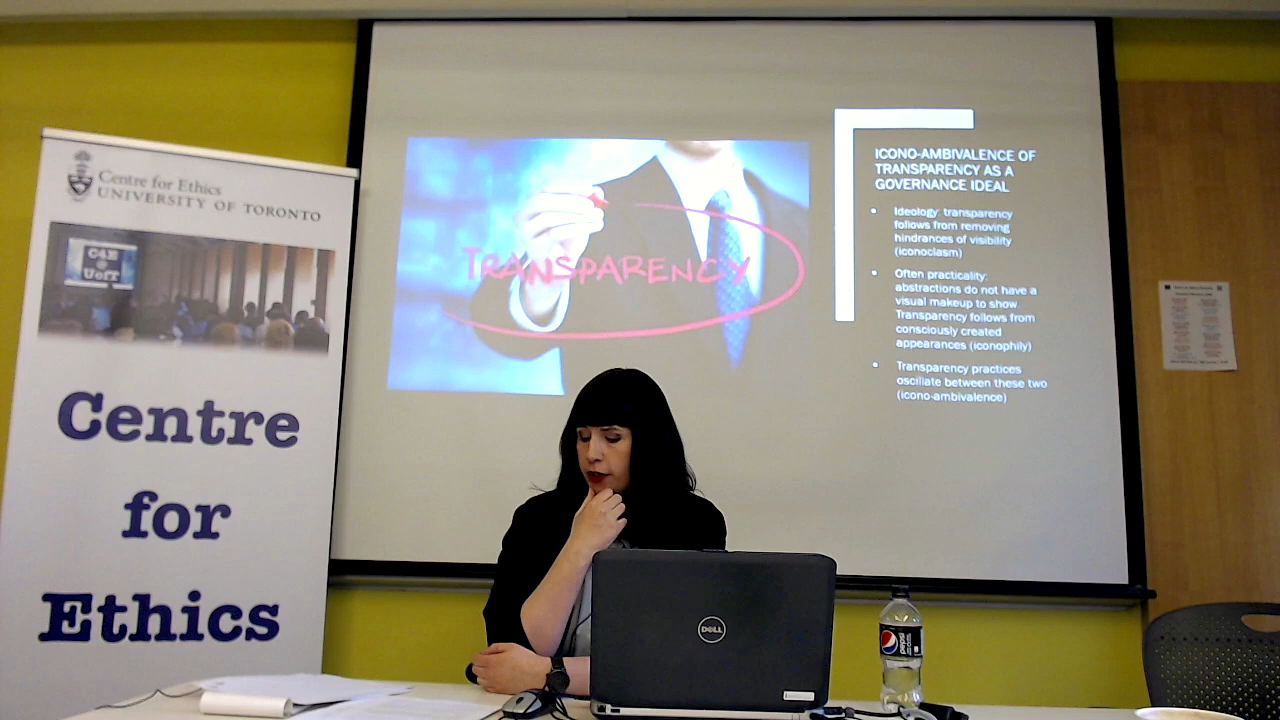 Centre for Ethics
UNIVERSITY OF TORONTO
C4E
@
UofT
Centre
for
Ethics
TRANSPARENCY
ICONO-AMBIVALENCE OF
TRANSPARENCY AS A
GOVERNANCE IDEAL
Ideology: transparency
follows from removing
hindrances of visibility
(iconoclasm)
Often practicality:
abstractions do not have a
visual makeup to show.
Transparency follows from
consciously created
appearances (iconophily)
Transparency practices
oscillate between these two
(icono-ambivalence)
DELL
pepsi